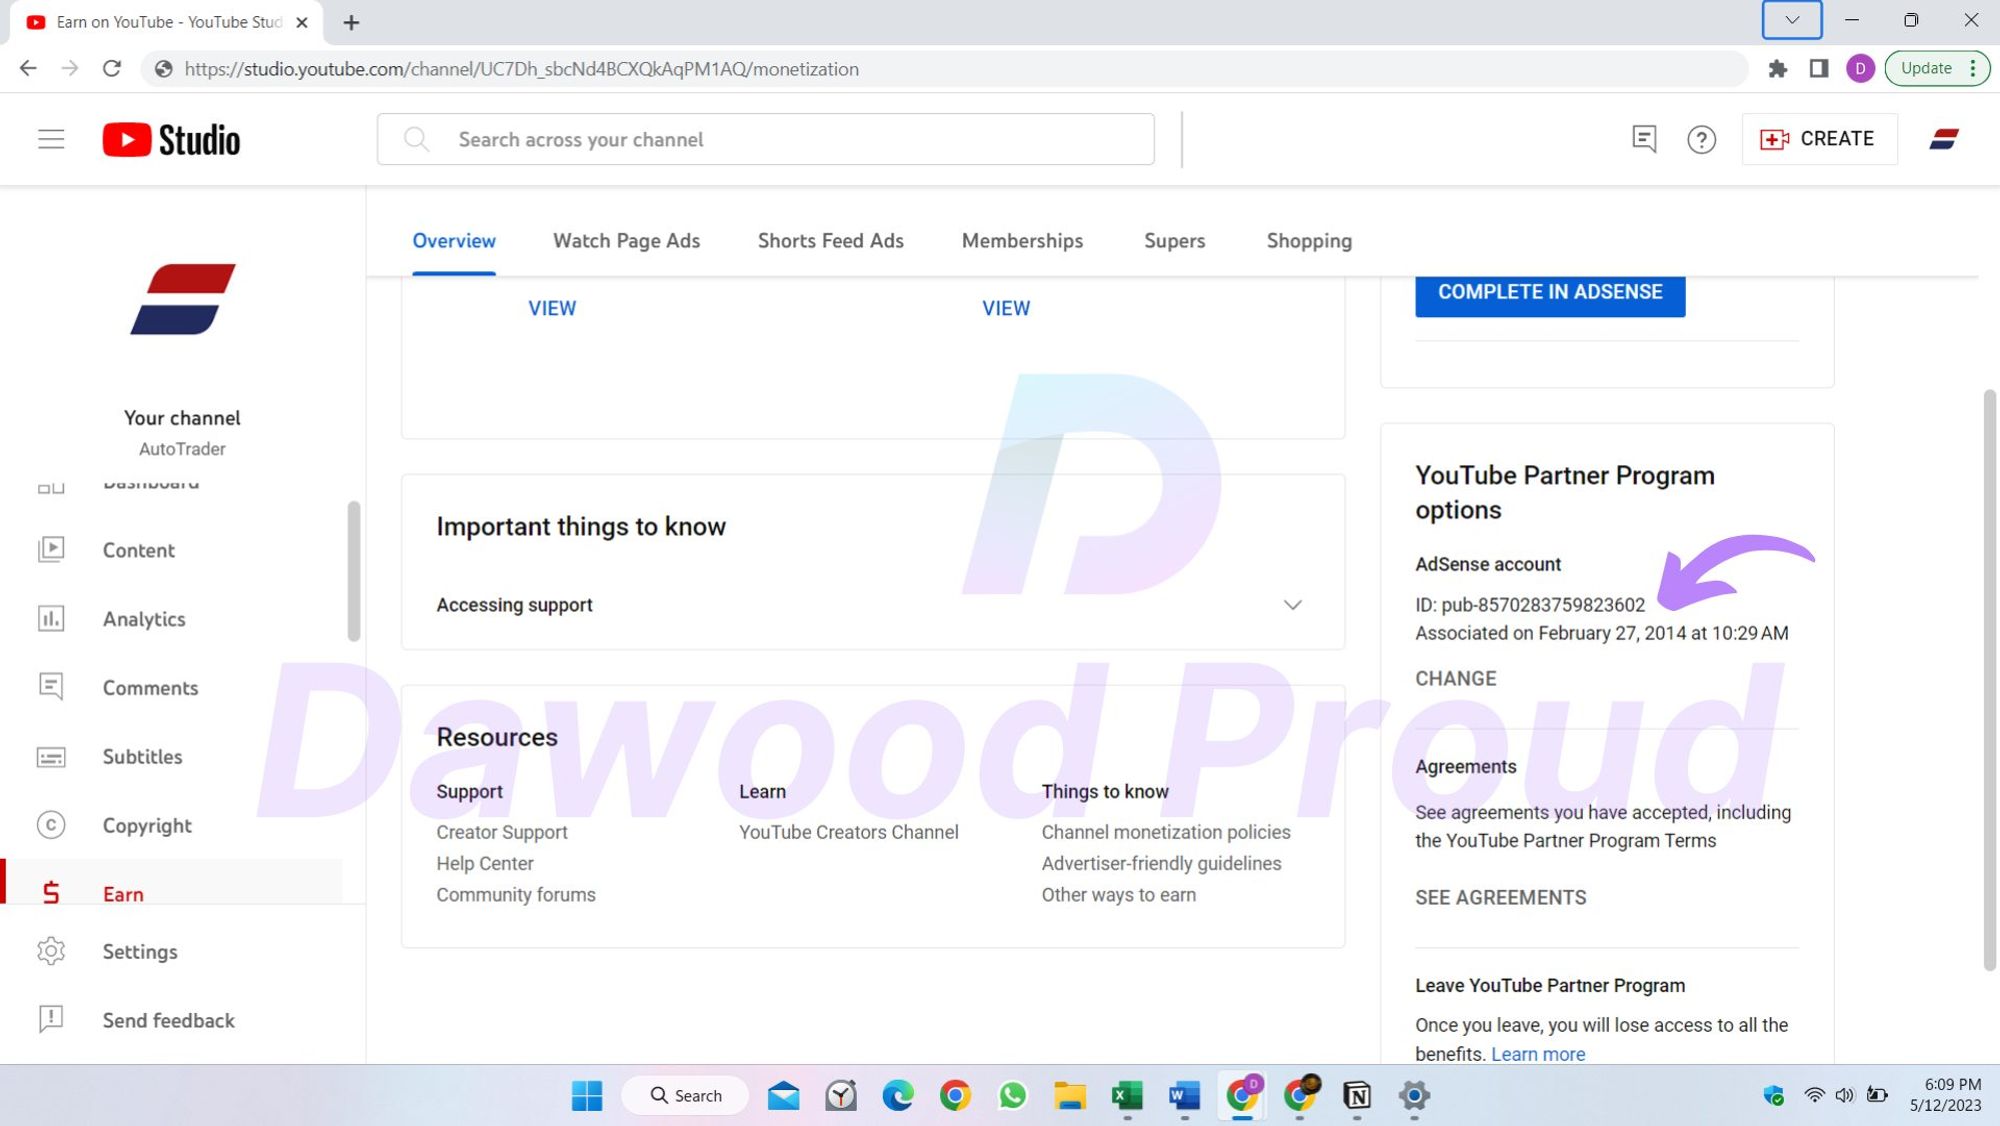 Earn on YouTube - YouTube Stud
https://studio.youtube.com/channel/UC7Dh_sbcNd4BCXQkAqPM1AQ/monetization
D
Update
Studio
Search across your channel
CREATE
Your channel
AutoTrader
Dashboard
Content
Analytics
Comments
Subtitles
Copyright
Earn
Settings
Send feedback
Overview
Watch Page Ads
Shorts Feed Ads
Memberships
Supers
Shopping
VIEW
VIEW
COMPLETE IN ADSENSE
Important things to know
Accessing support
Resources
Support
Creator Support
Help Center
Community forums
Learn
YouTube Creators Channel
Things to know
Channel monetization policies
Advertiser-friendly guidelines
Other ways to earn
YouTube Partner Program
options
AdSense account
ID: pub-8570283759823602
Associated on February 27, 2014 at 10:29 AM
CHANGE
Agreements
See agreements you have accepted, including
the YouTube Partner Program Terms
SEE AGREEMENTS
Leave YouTube Partner Program
Once you leave, you will lose access to all the
benefits. Learn more
Dawood Proud
Search
6:09 PM
5/12/2023